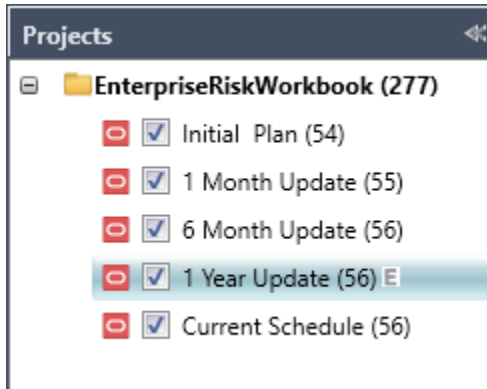 Projects
EnterpriseRiskWorkbook (277)
Initial Plan (54)
1 Month Update (55)
6 Month Update (56)
1 Year Update (56) E
Current Schedule (56)